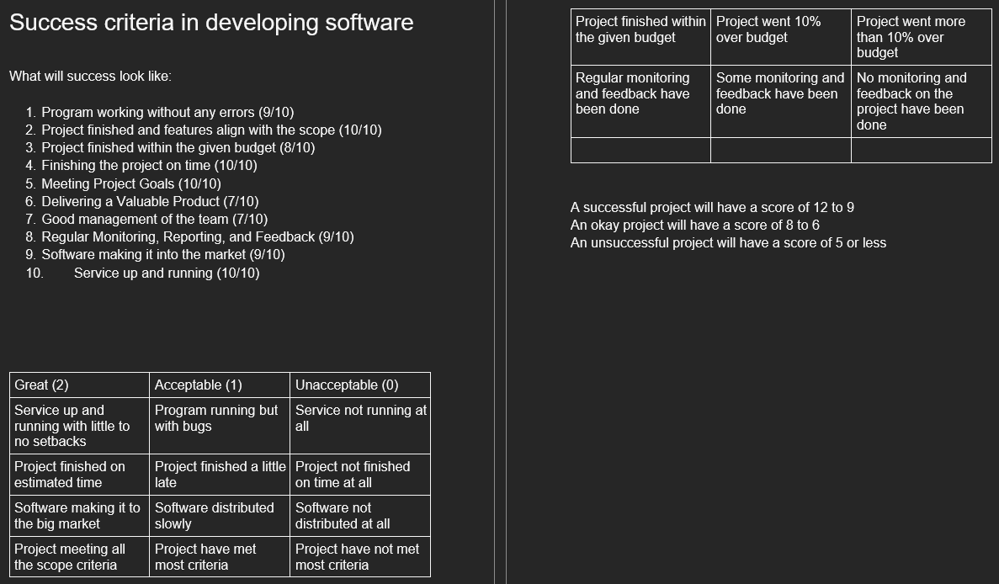 Success criteria in developing software
What will success look like:
1. Program working without any errors (9/10)
2. Project finished and features align with the scope (10/10)
3. Project finished within the given budget (8/10)
4. Finishing the project on time (10/10)
5. Meeting Project Goals (10/10)
6. Delivering a Valuable Product (7/10)
7. Good management of the team (7/10)
8. Regular Monitoring, Reporting, and Feedback (9/10)
9. Software making it into the market (9/10)
10. Service up and running (10/10)
Great (2)
Acceptable (1)
Unacceptable (0)
Service up and
running with little to
no setbacks
Program running but
with bugs
Service not running at
all
Project finished on
estimated time
Project finished a little
late
Project not finished
on time at all
Software making it to
the big market
Software distributed
slowly
Software not
distributed at all
Project meeting all
the scope criteria
Project have met
most criteria
Project have not met
most criteria
Project finished within
the given budget
Project went 10%
over budget
Project went more
than 10% over
budget
Regular monitoring
and feedback have
been done
Some monitoring and
feedback have been
done
No monitoring and
feedback on the
project have been
done
A successful project will have a score of 12 to 9
An okay project will have a score of 8 to 6
An unsuccessful project will have a score of 5 or less